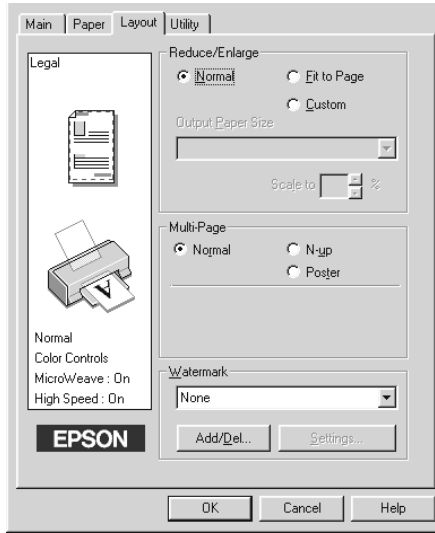 Main Paper Layout Utility
Legal
Normal
Color Controls
MicroWeave : On
High Speed : On
EPSON
Reduce/Enlarge
Normal Fit to Page
Custom
Output Paper Size
Scale to %
Multi-Page
Normal N-up
Poster
Watermark
None
Add/Del... Settings...
OK Cancel Help